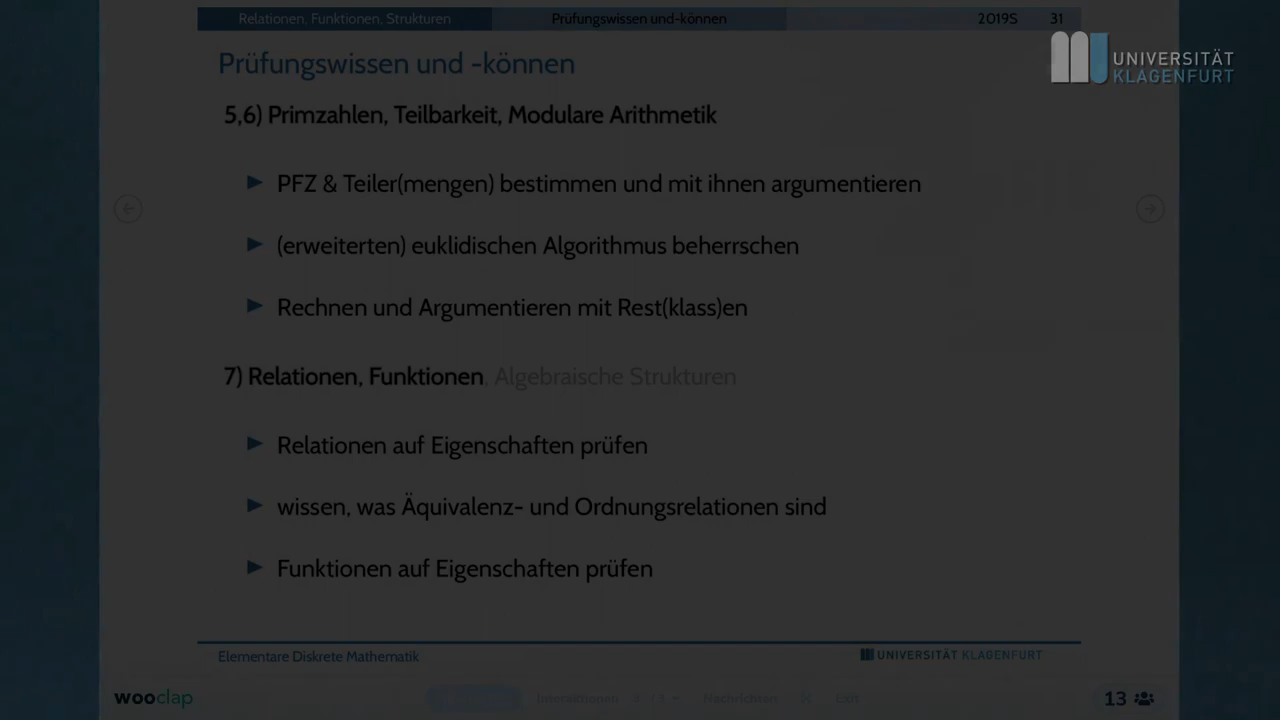 Relationen, Funktionen, Strukturen Prüfungswissen und-können 2019S 31
UNIVERSITÄT
KLAGENFURT
Prüfungswissen und -können
5,6) Primzahlen, Teilbarkeit, Modulare Arithmetik
PFZ & Teiler(mengen) bestimmen und mit ihnen argumentieren
(erweiterten) euklidischen Algorithmus beherrschen
Rechnen und Argumentieren mit Rest(klass)en
7) Relationen, Funktionen, Algebraische Strukturen
Relationen auf Eigenschaften prüfen
wissen, was Äquivalenz- und Ordnungsrelationen sind
Funktionen auf Eigenschaften prüfen
Elementare Diskrete Mathematik UNIVERSITÄT KLAGENFURT
wooclap Interaktionen Nachrichten Exit 13